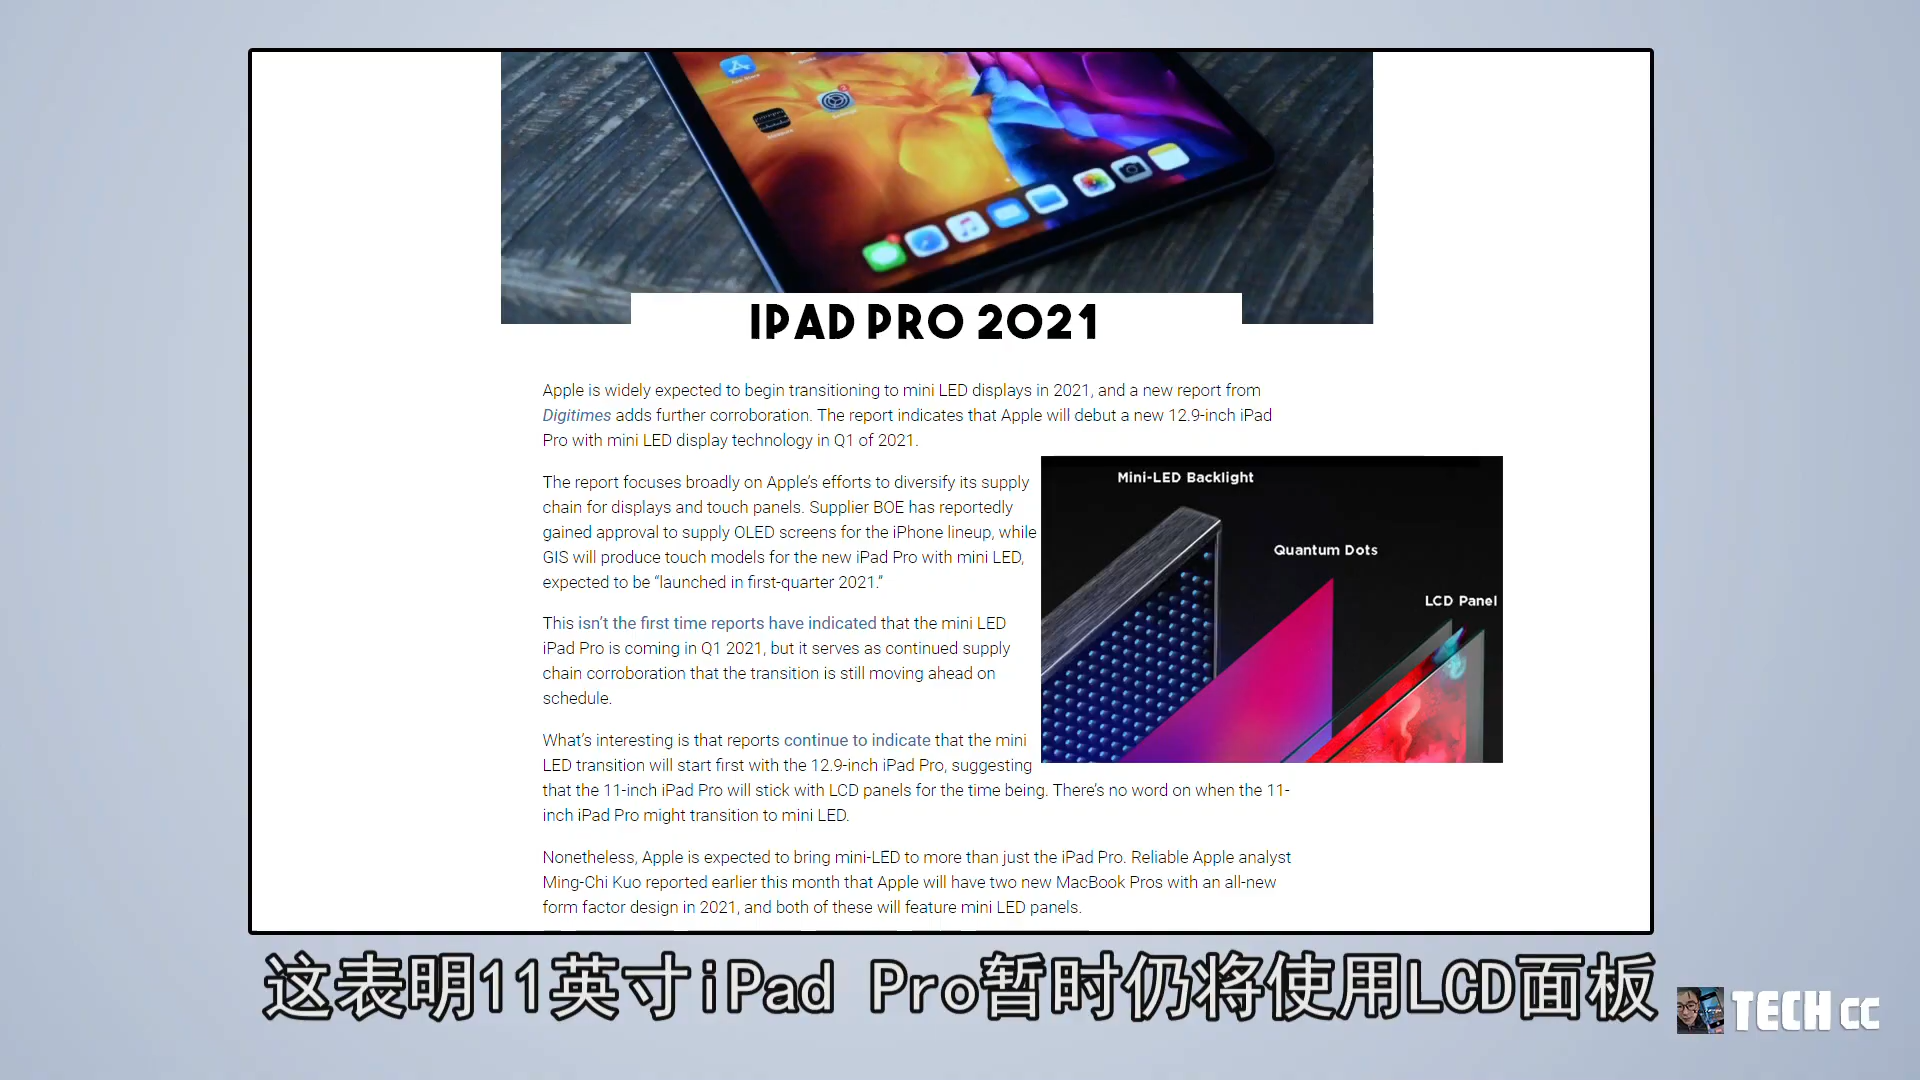 IPAD PRO 2021
Apple is widely expected to begin transitioning to mini LED displays in 2021, and a new report from
Digitimes adds further corroboration. The report indicates that Apple will debut a new 12.9-inch iPad
Pro with mini LED display technology in Q1 of 2021.
The report focuses broadly on Apple’s efforts to diversify its supply
chain for displays and touch panels. Supplier BOE has reportedly
gained approval to supply OLED screens for the iPhone lineup, while
GIS will produce touch models for the new iPad Pro with mini LED,
expected to be “launched in first-quarter 2021.”
Mini-LED Backlight
Quantum Dots
LCD Panel
This isn’t the first time reports have indicated that the mini LED
iPad Pro is coming in Q1 2021, but it serves as continued supply
chain corroboration that the transition is still moving ahead on
schedule.
What’s interesting is that reports continue to indicate that the mini
LED transition will start first with the 12.9-inch iPad Pro, suggesting
that the 11-inch iPad Pro will stick with LCD panels for the time being. There’s no word on when the 11-
inch iPad Pro might transition to mini LED.
Nonetheless, Apple is expected to bring mini-LED to more than just the iPad Pro. Reliable Apple analyst
Ming-Chi Kuo reported earlier this month that Apple will have two new MacBook Pros with an all-new
form factor design in 2021, and both of these will feature mini LED panels.
这表明11英寸iPad Pro暂时仍将使用LCD面板
TECH CC